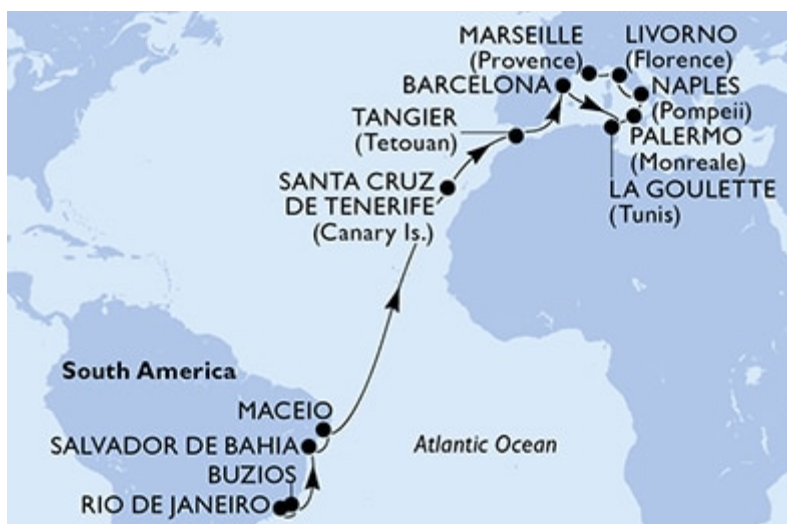 MARSEILLE
(Provence)
LIVORNO
(Florence)
BARCELONA
NAPLES
(Pompeii)
TANGIER
(Tetouan)
PALERMO
(Monreale)
SANTA CRUZ
DE TENERIFE
(Canary Is.)
LA GOULETTE
(Tunis)
South America
MACEIO
SALVADOR DE BAHIA
Atlantic Ocean
BUZIOS
RIO DE JANEIRO